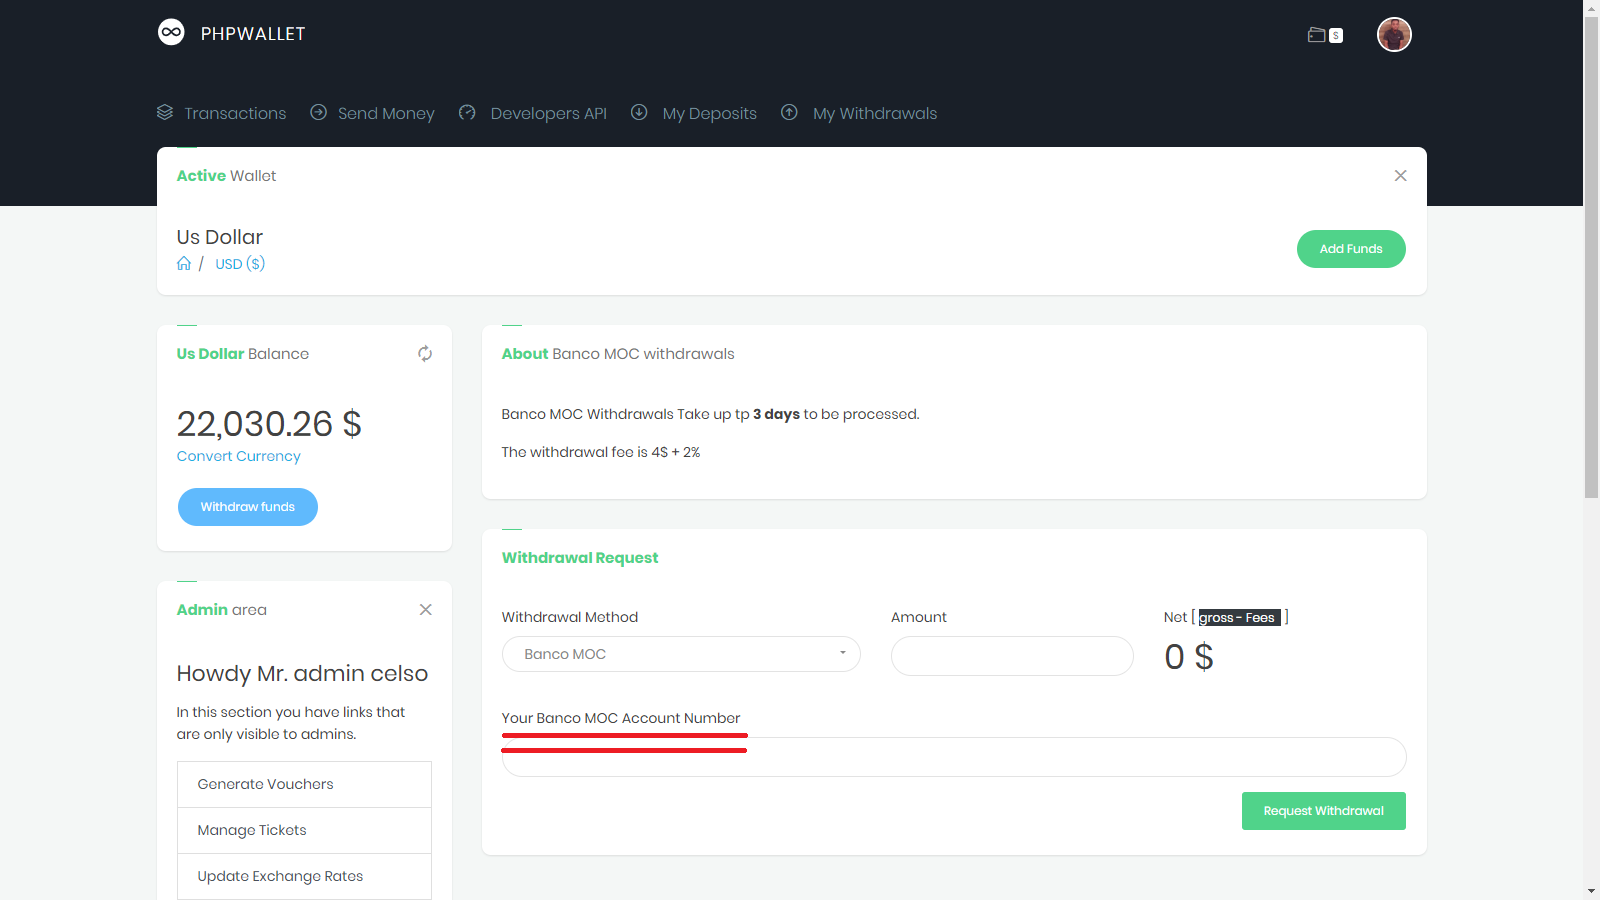 PHPWALLET
$
Transactions Send Money Developers API My Deposits My Withdrawals
Active Wallet
Us Dollar
/ USD ($)
Add Funds
Us Dollar Balance
22,030.26 $
Convert Currency
Withdraw funds
About Banco MOC withdrawals
Banco MOC Withdrawals Take up tp 3 days to be processed.
The withdrawal fee is 4$ + 2%
Withdrawal Request
Withdrawal Method
Banco MOC
Amount
Net [ gross - Fees ]
0 $
Your Banco MOC Account Number
Request Withdrawal
Admin area
Howdy Mr. admin celso
In this section you have links that
are only visible to admins.
Generate Vouchers
Manage Tickets
Update Exchange Rates